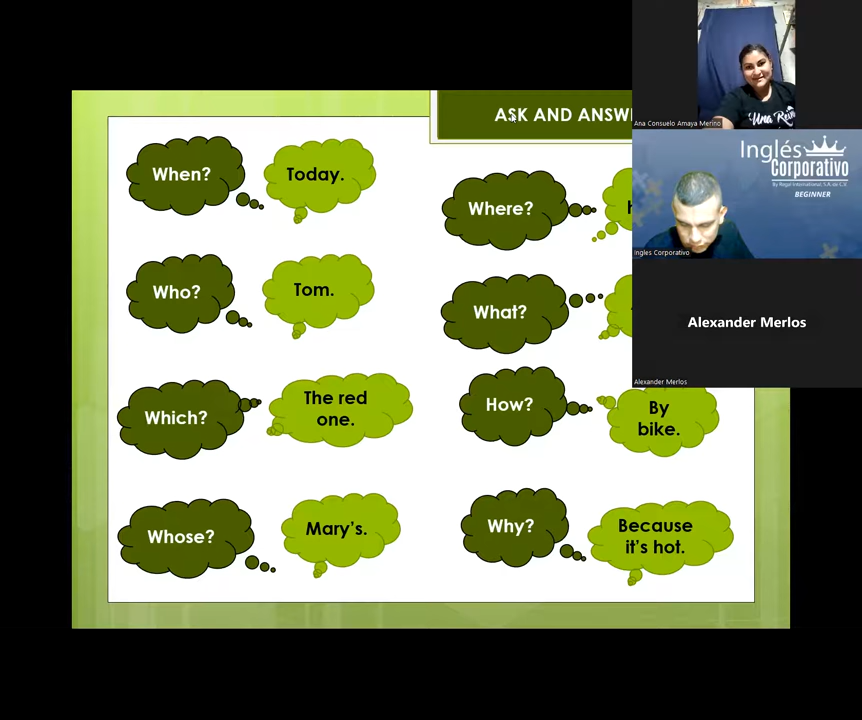 ASK AND ANSW
When?
Today.
Where?
Who?
Tom.
What?
Which?
The red
one.
How?
By
bike.
Whose?
Mary's.
Why?
Because
it's hot.
Ana Consuelo Amaya Merino
Una
Inglés
Corporativo
By Regal International, S.A. de C.V.
BEGINNER
Ingles Corporativo
Alexander Merlos
Alexander Merlos